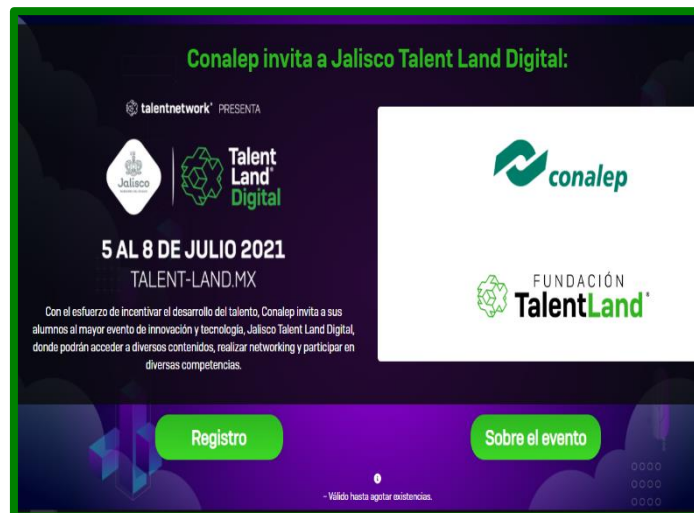 Conalep invita a Jalisco Talent Land Digital:
talentnetwork® PRESENTA
Jalisco
Talent
Land®
Digital
5 AL 8 DE JULIO 2021
TALENT-LAND.MX
Con el esfuerzo de incentivar el desarrollo del talento, Conalep invita a sus
alumnos al mayor evento de innovación y tecnología, Jalisco Talent Land Digital,
donde podrán acceder a diversos contenidos, realizar networking y participar en
diversas competencias.
conalep
FUNDACIÓN
TalentLand®
Registro
Sobre el evento
- Válido hasta agotar existencias.